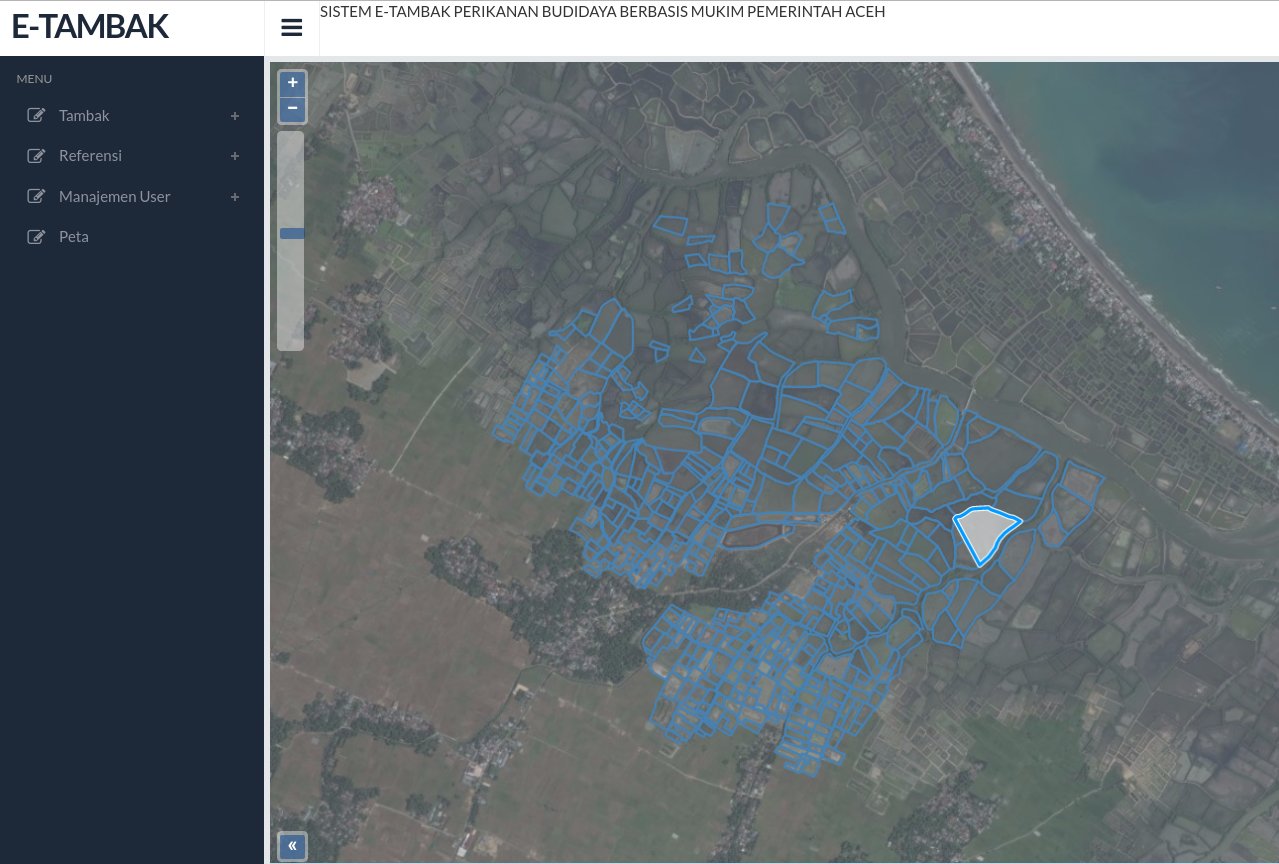 E-TAMBAK
SISTEM E-TAMBAK PERIKANAN BUDIDAYA BERBASIS MUKIM PEMERINTAH ACEH
MENU
Tambak +
Referensi +
Manajemen User +
Peta
+
−
«